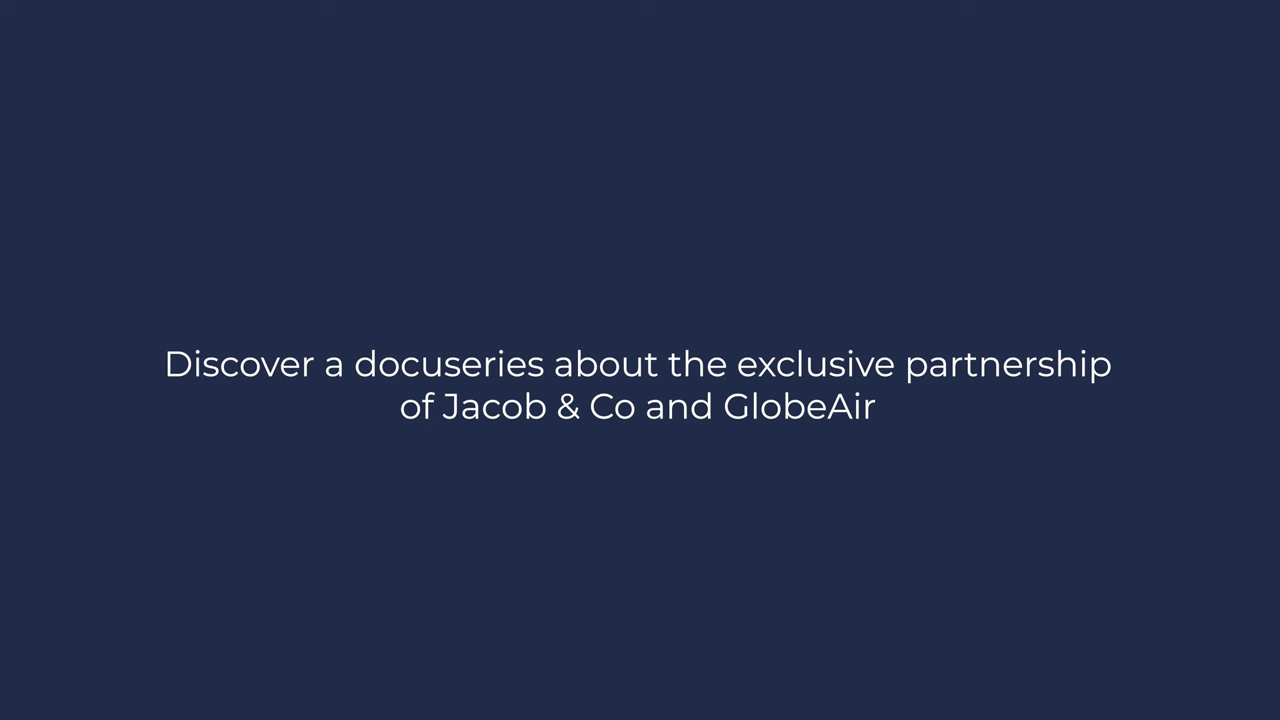 Discover a docuseries about the exclusive partnership
of Jacob & Co and GlobeAir